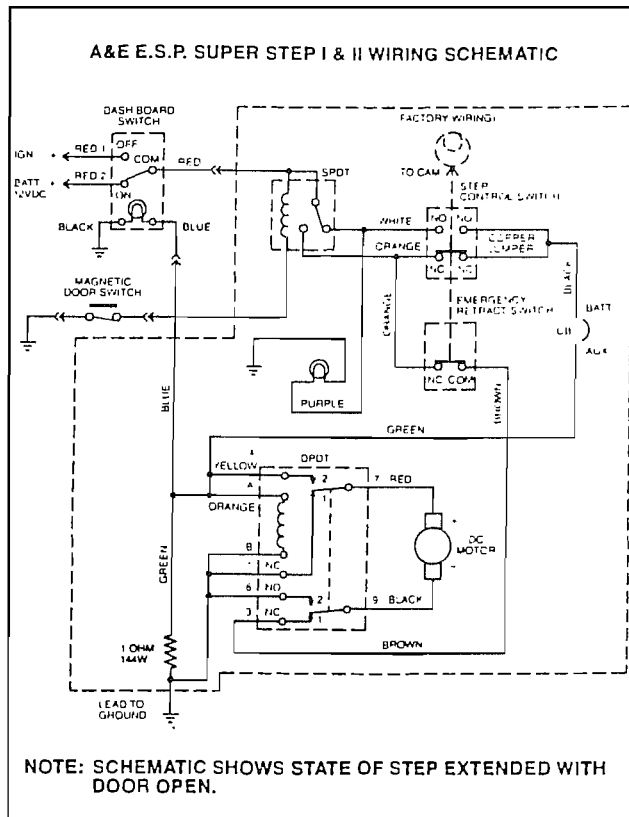 A&E E.S.P. SUPER STEP I & II WIRING SCHEMATIC
DASH BOARD
SWITCH
FACTORY WIRING)
IGN + RED 1 OFF
COM
RED
BATT + RED 2
12VDC
ON
TO CAM
SPDT
STEP
CONTROL SWITCH
BLACK
BLUE
WHITE
NO NO
ORANGE
COPPER
JUMPER
NC NC
BLACK
MAGNETIC
DOOR SWITCH
EMERGENCY
RETRACT SWITCH
BATT
CB
AUX
ORANGE
NC COM
BROWN
BLUE
PURPLE
GREEN
DPDT
YELLOW
2
7 RED
A
1
ORANGE
+
DC
MOTOR
-
GREEN
B
NC
6 NO
2
9 BLACK
3 NC
1
BROWN
1 OHM
144W
LEAD TO
GROUND
NOTE: SCHEMATIC SHOWS STATE OF STEP EXTENDED WITH
DOOR OPEN.